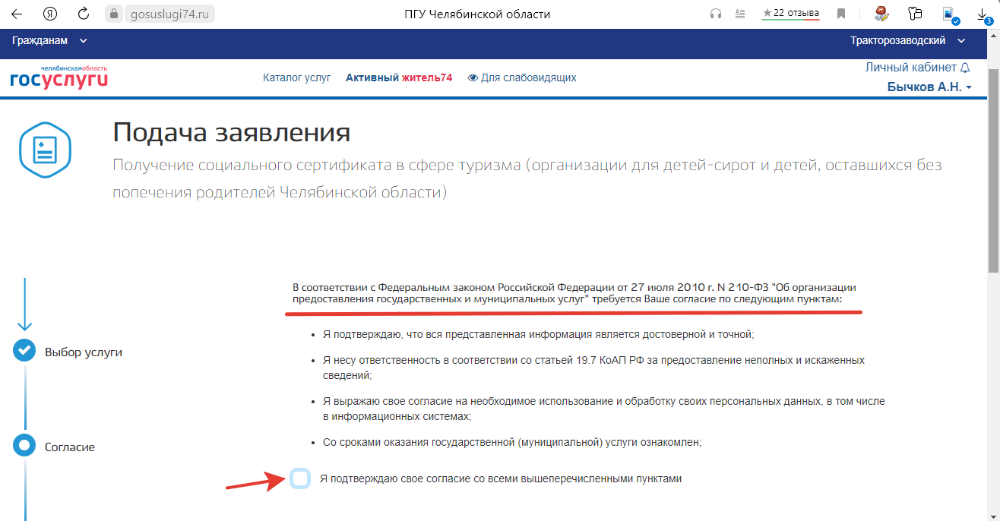 gosuslugi74.ru
ПГУ Челябинской области
22 отзыва
3
Гражданам
Тракторозаводский
челябинскаяобласть
госуслуги
Каталог услуг
Активный житель74
Для слабовидящих
Личный кабинет
Бычков А.Н.
Подача заявления
Получение социального сертификата в сфере туризма (организации для детей-сирот и детей, оставшихся без
попечения родителей Челябинской области)
В соответствии с Федеральным законом Российской Федерации от 27 июля 2010 г. N 210-ФЗ "Об организации
предоставления государственных и муниципальных услуг" требуется Ваше согласие по следующим пунктам:
Я подтверждаю, что вся представленная информация является достоверной и точной;
Я несу ответственность в соответствии со статьей 19.7 КоАП РФ за предоставление неполных и искаженных
сведений;
Я выражаю свое согласие на необходимое использование и обработку своих персональных данных, в том числе
в информационных системах;
Со сроками оказания государственной (муниципальной) услуги ознакомлен;
Я подтверждаю свое согласие со всеми вышеперечисленными пунктами
Выбор услуги
Согласие